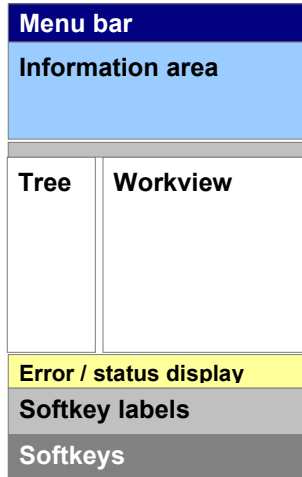 Menu bar
Information area
Tree
Workview
Error / status display
Softkey labels
Softkeys